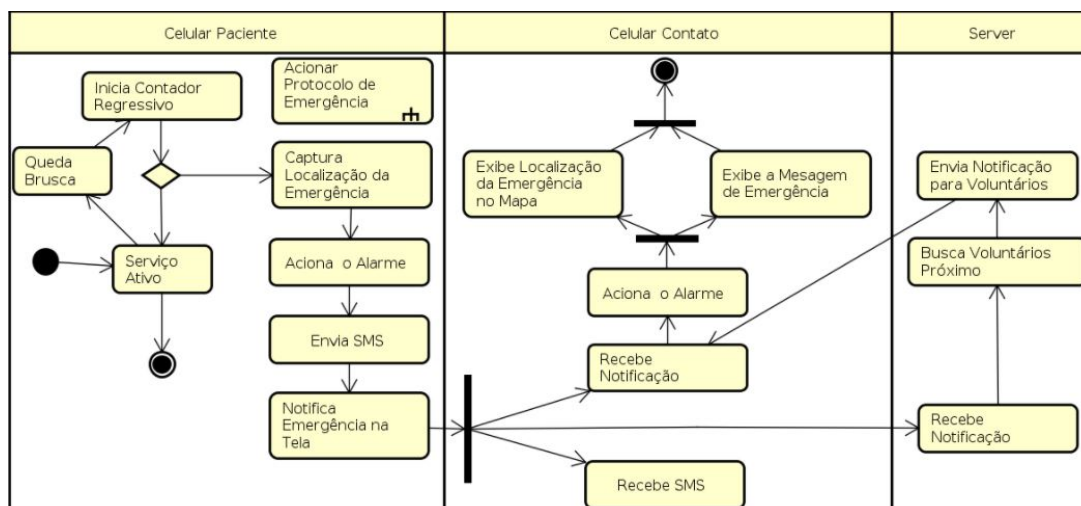 Celular Paciente
Celular Contato
Server
Inicia Contador
Regressivo
Acionar
Protocolo de
Emergência
Queda
Brusca
Captura
Localização da
Emergência
Serviço
Ativo
Aciona o Alarme
Envia SMS
Notifica
Emergência na
Tela
Exibe Localização
da Emergência
no Mapa
Exibe a Mesagem
de Emergência
Aciona o Alarme
Recebe
Notificação
Recebe SMS
Envia Notificação
para Voluntários
Busca Voluntários
Próximo
Recebe
Notificação